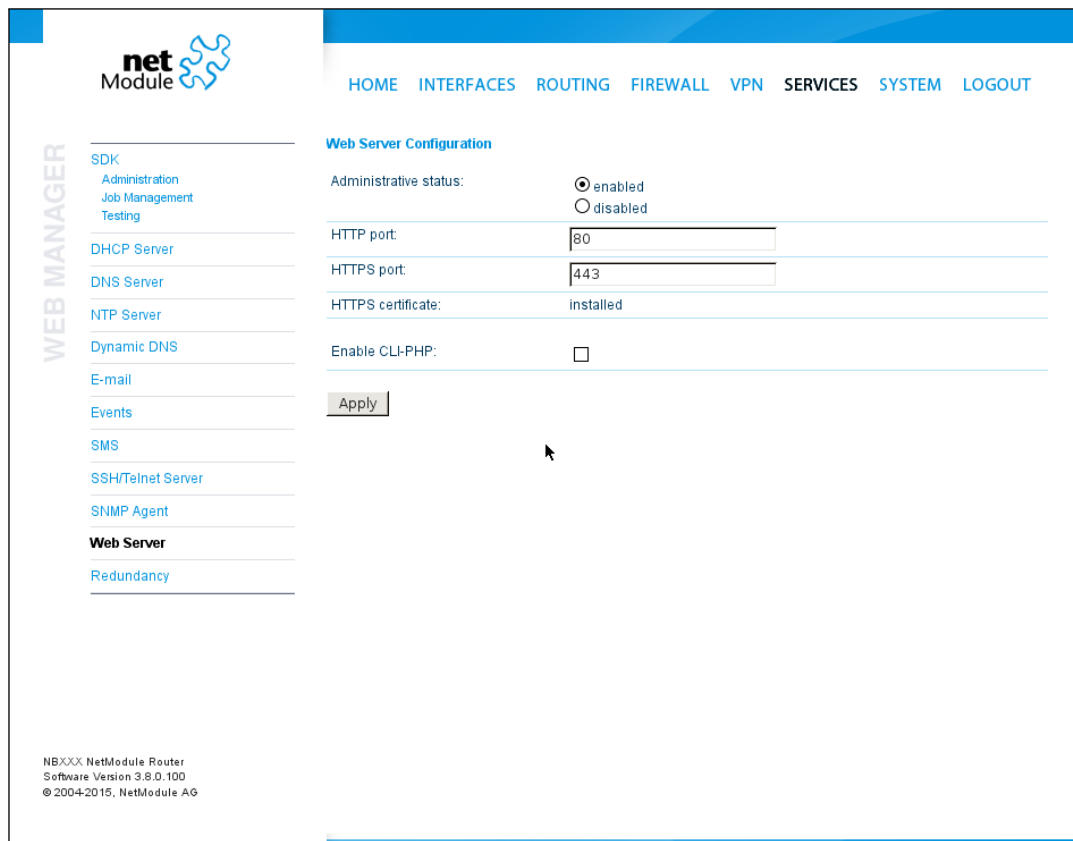 net
Module
HOME INTERFACES ROUTING FIREWALL VPN SERVICES SYSTEM LOGOUT
WEB MANAGER
SDK
Administration
Job Management
Testing
DHCP Server
DNS Server
NTP Server
Dynamic DNS
E-mail
Events
SMS
SSH/Telnet Server
SNMP Agent
Web Server
Redundancy
Web Server Configuration
Administrative status:
enabled
disabled
HTTP port: 80
HTTPS port: 443
HTTPS certificate: installed
Enable CLI-PHP:
Apply
NBXXX NetModule Router
Software Version 3.8.0.100
© 2004-2015, NetModule AG